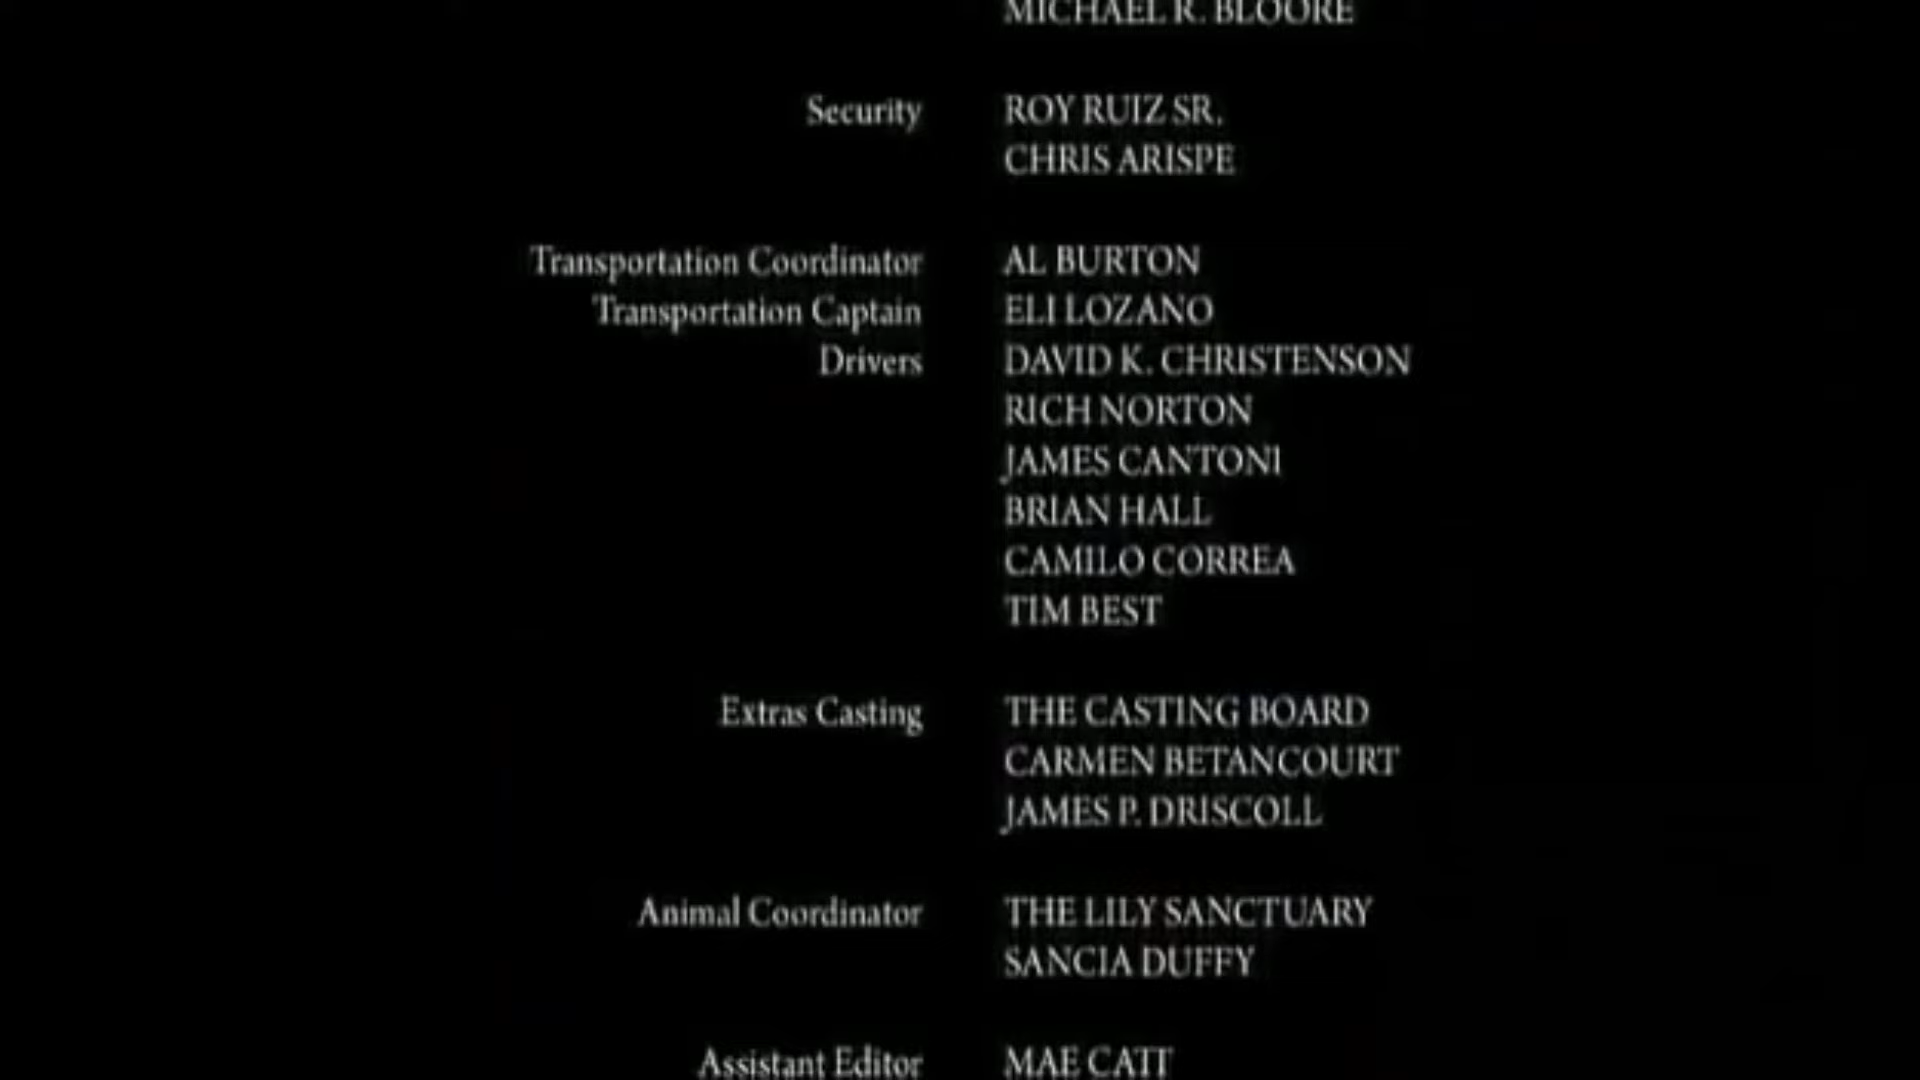 MICHAEL R. BLOORE
Security ROY RUIZ SR.
CHRIS ARISPE
Transportation Coordinator AL BURTON
Transportation Captain ELI LOZANO
Drivers DAVID K. CHRISTENSON
RICH NORTON
JAMES CANTONI
BRIAN HALL
CAMILO CORREA
TIM BEST
Extras Casting THE CASTING BOARD
CARMEN BETANCOURT
JAMES P. DRISCOLL
Animal Coordinator THE LILY SANCTUARY
SANCIA DUFFY
Assistant Editor MAE CATT